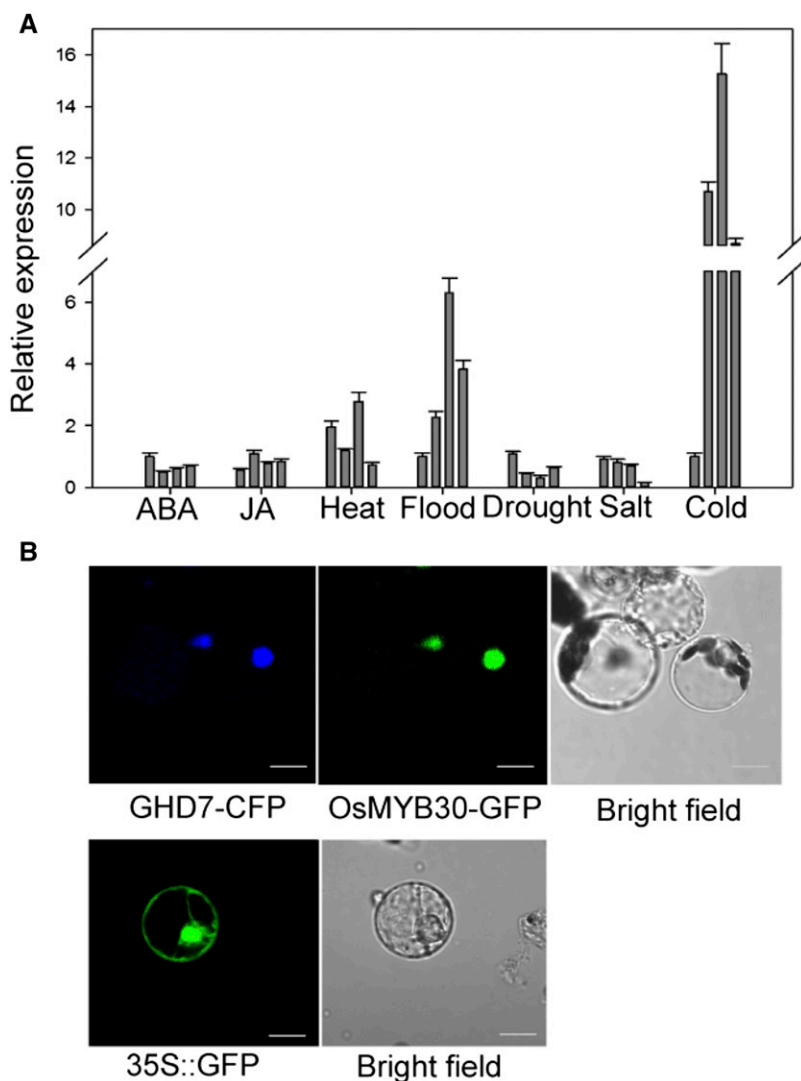 A
Relative expression
16
14
12
10
6
4
2
0
ABA JA Heat Flood Drought Salt Cold
B
GHD7-CFP OsMYB30-GFP Bright field
35S::GFP Bright field